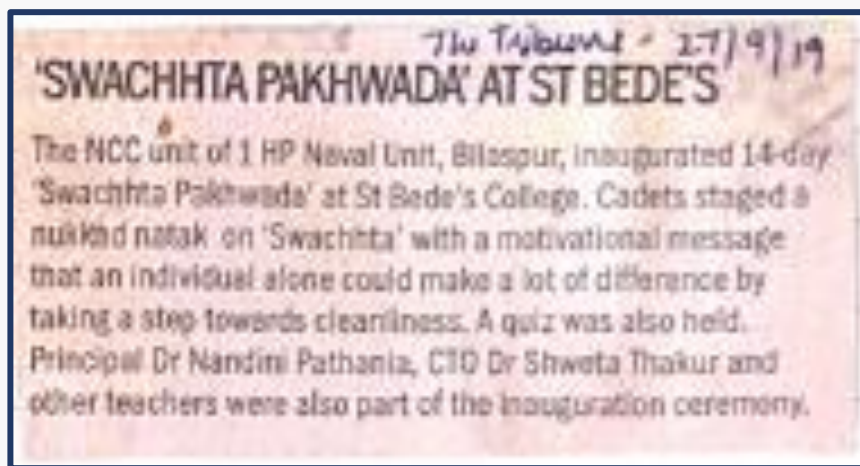 The Tribune - 27/9/19
'SWACHHTA PAKHWADA' AT ST BEDE'S
The NCC unit of 1 HP Naval Unit, Bilaspur, inaugurated 14-day
'Swachhta Pakhwada' at St Bede's College. Cadets staged a
nukkad natak on 'Swachhta' with a motivational message
that an individual alone could make a lot of difference by
taking a step towards cleanliness. A quiz was also held.
Principal Dr Nandini Pathania, CTO Dr Shweta Thakur and
other teachers were also part of the inauguration ceremony.